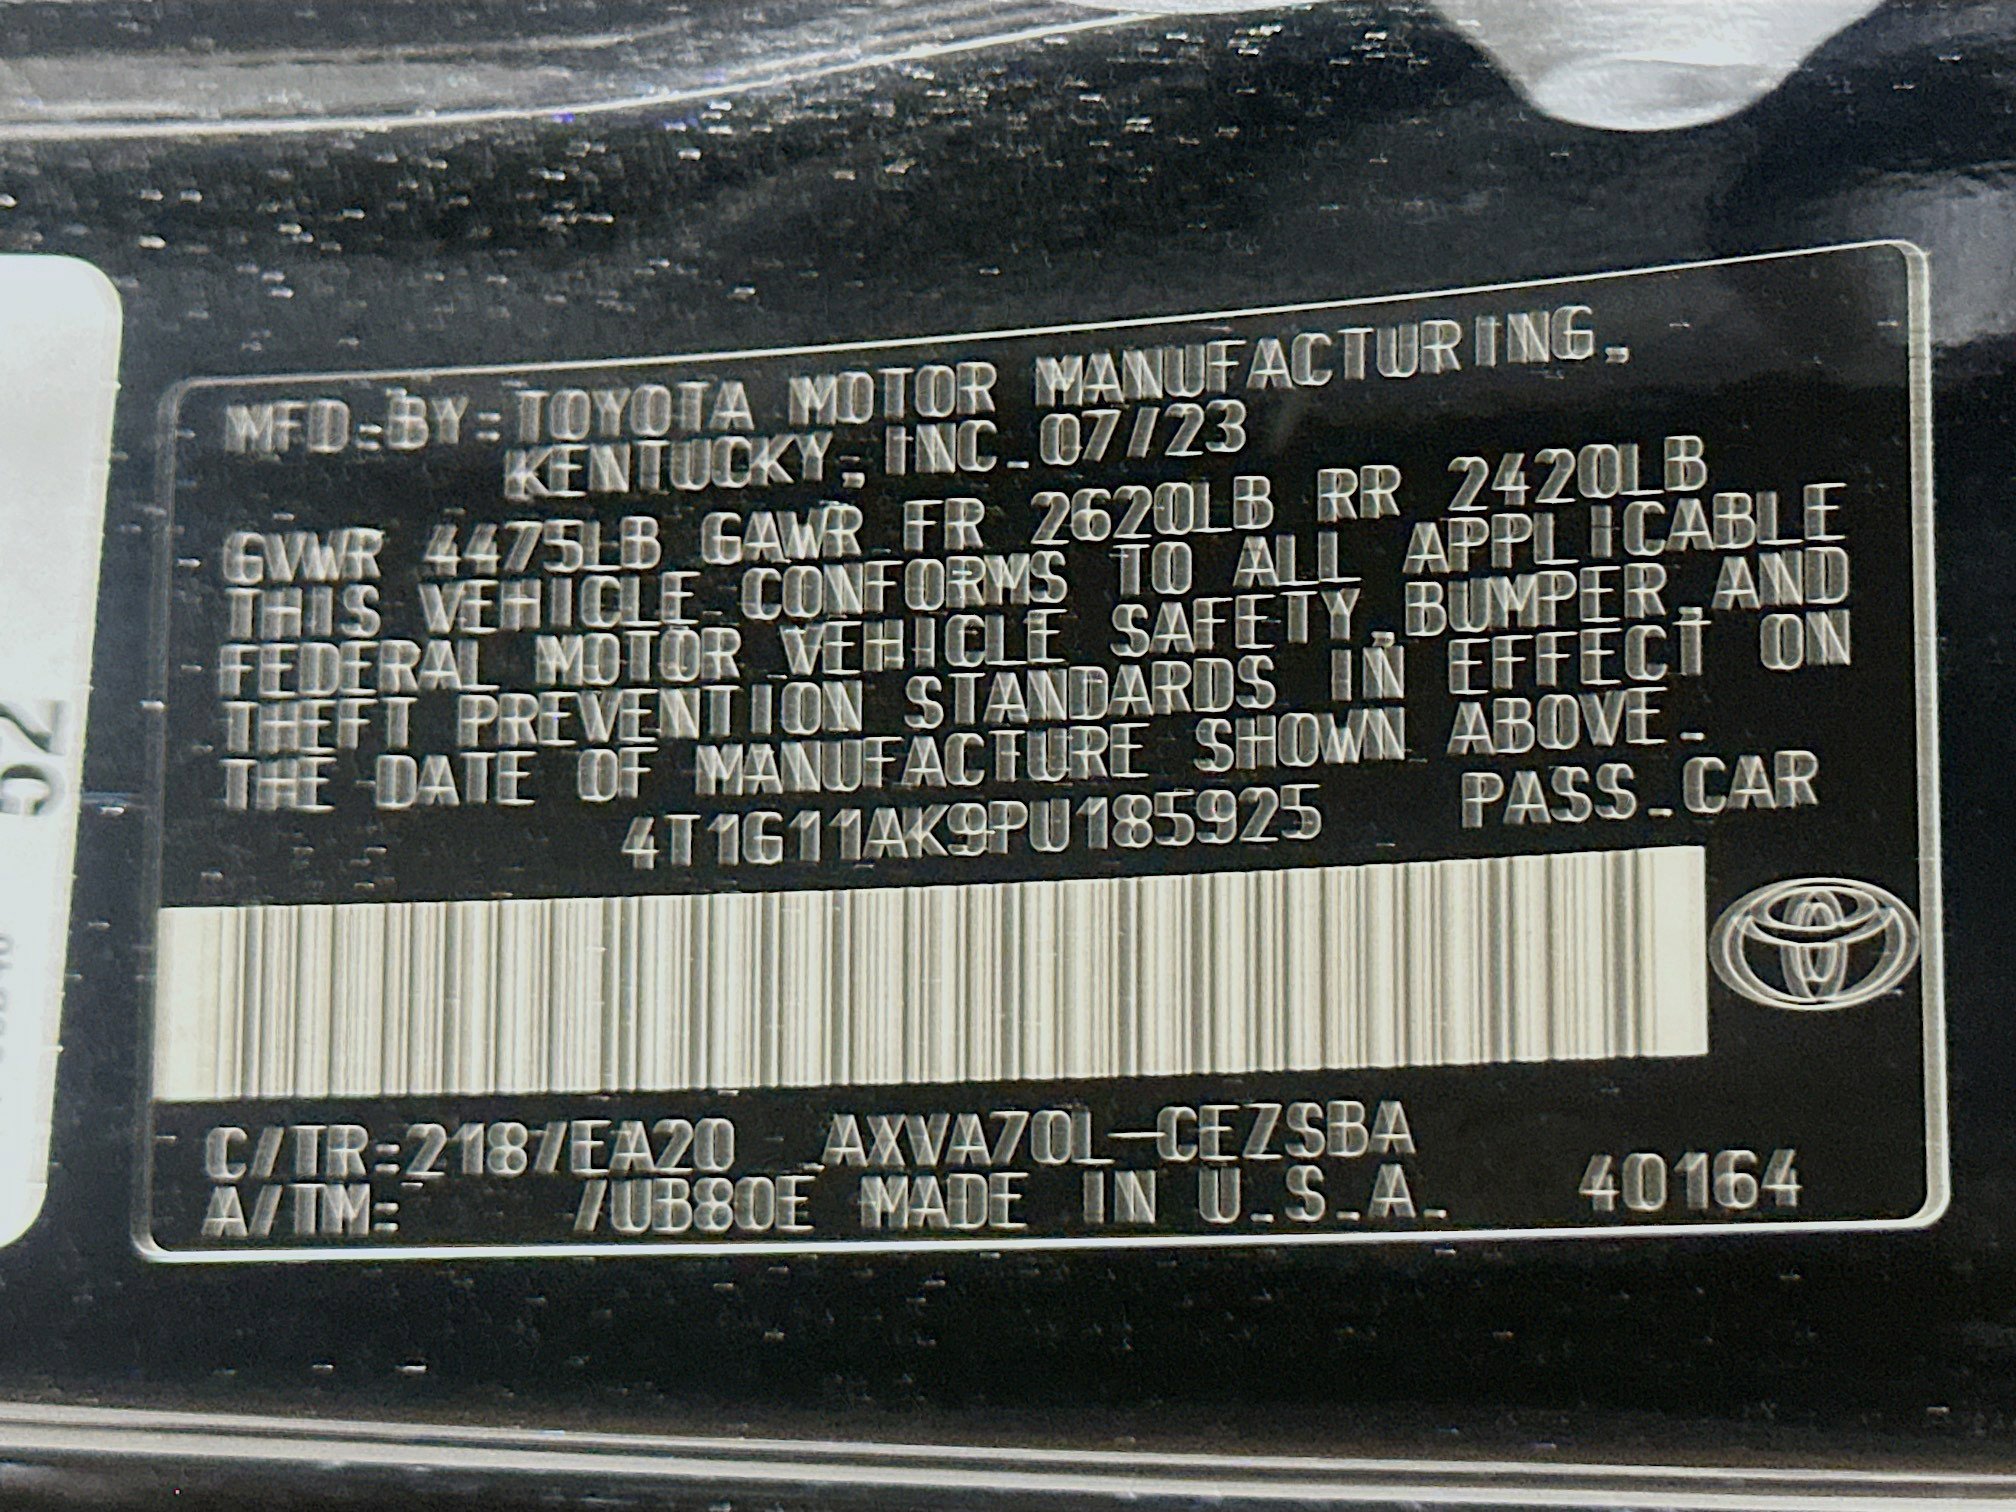 MFD.BY:TOYOTA MOTOR MANUFACTURING,
KENTUCKY, INC. 07/23
GVWR 4475LB GAWR FR 2620LB RR 2420LB
THIS VEHICLE CONFORMS TO ALL APPLICABLE
FEDERAL MOTOR VEHICLE SAFETY,BUMPER,AND
THEFT PREVENTION STANDARDS IN EFFECT ON
THE DATE OF MANUFACTURE SHOWN ABOVE.
4T1G11AK9PU185925 PASS.CAR
C/TR:218/EA20 AXVA70L-CEZSBA
A/TM: /UB80E MADE IN U.S.A. 40164